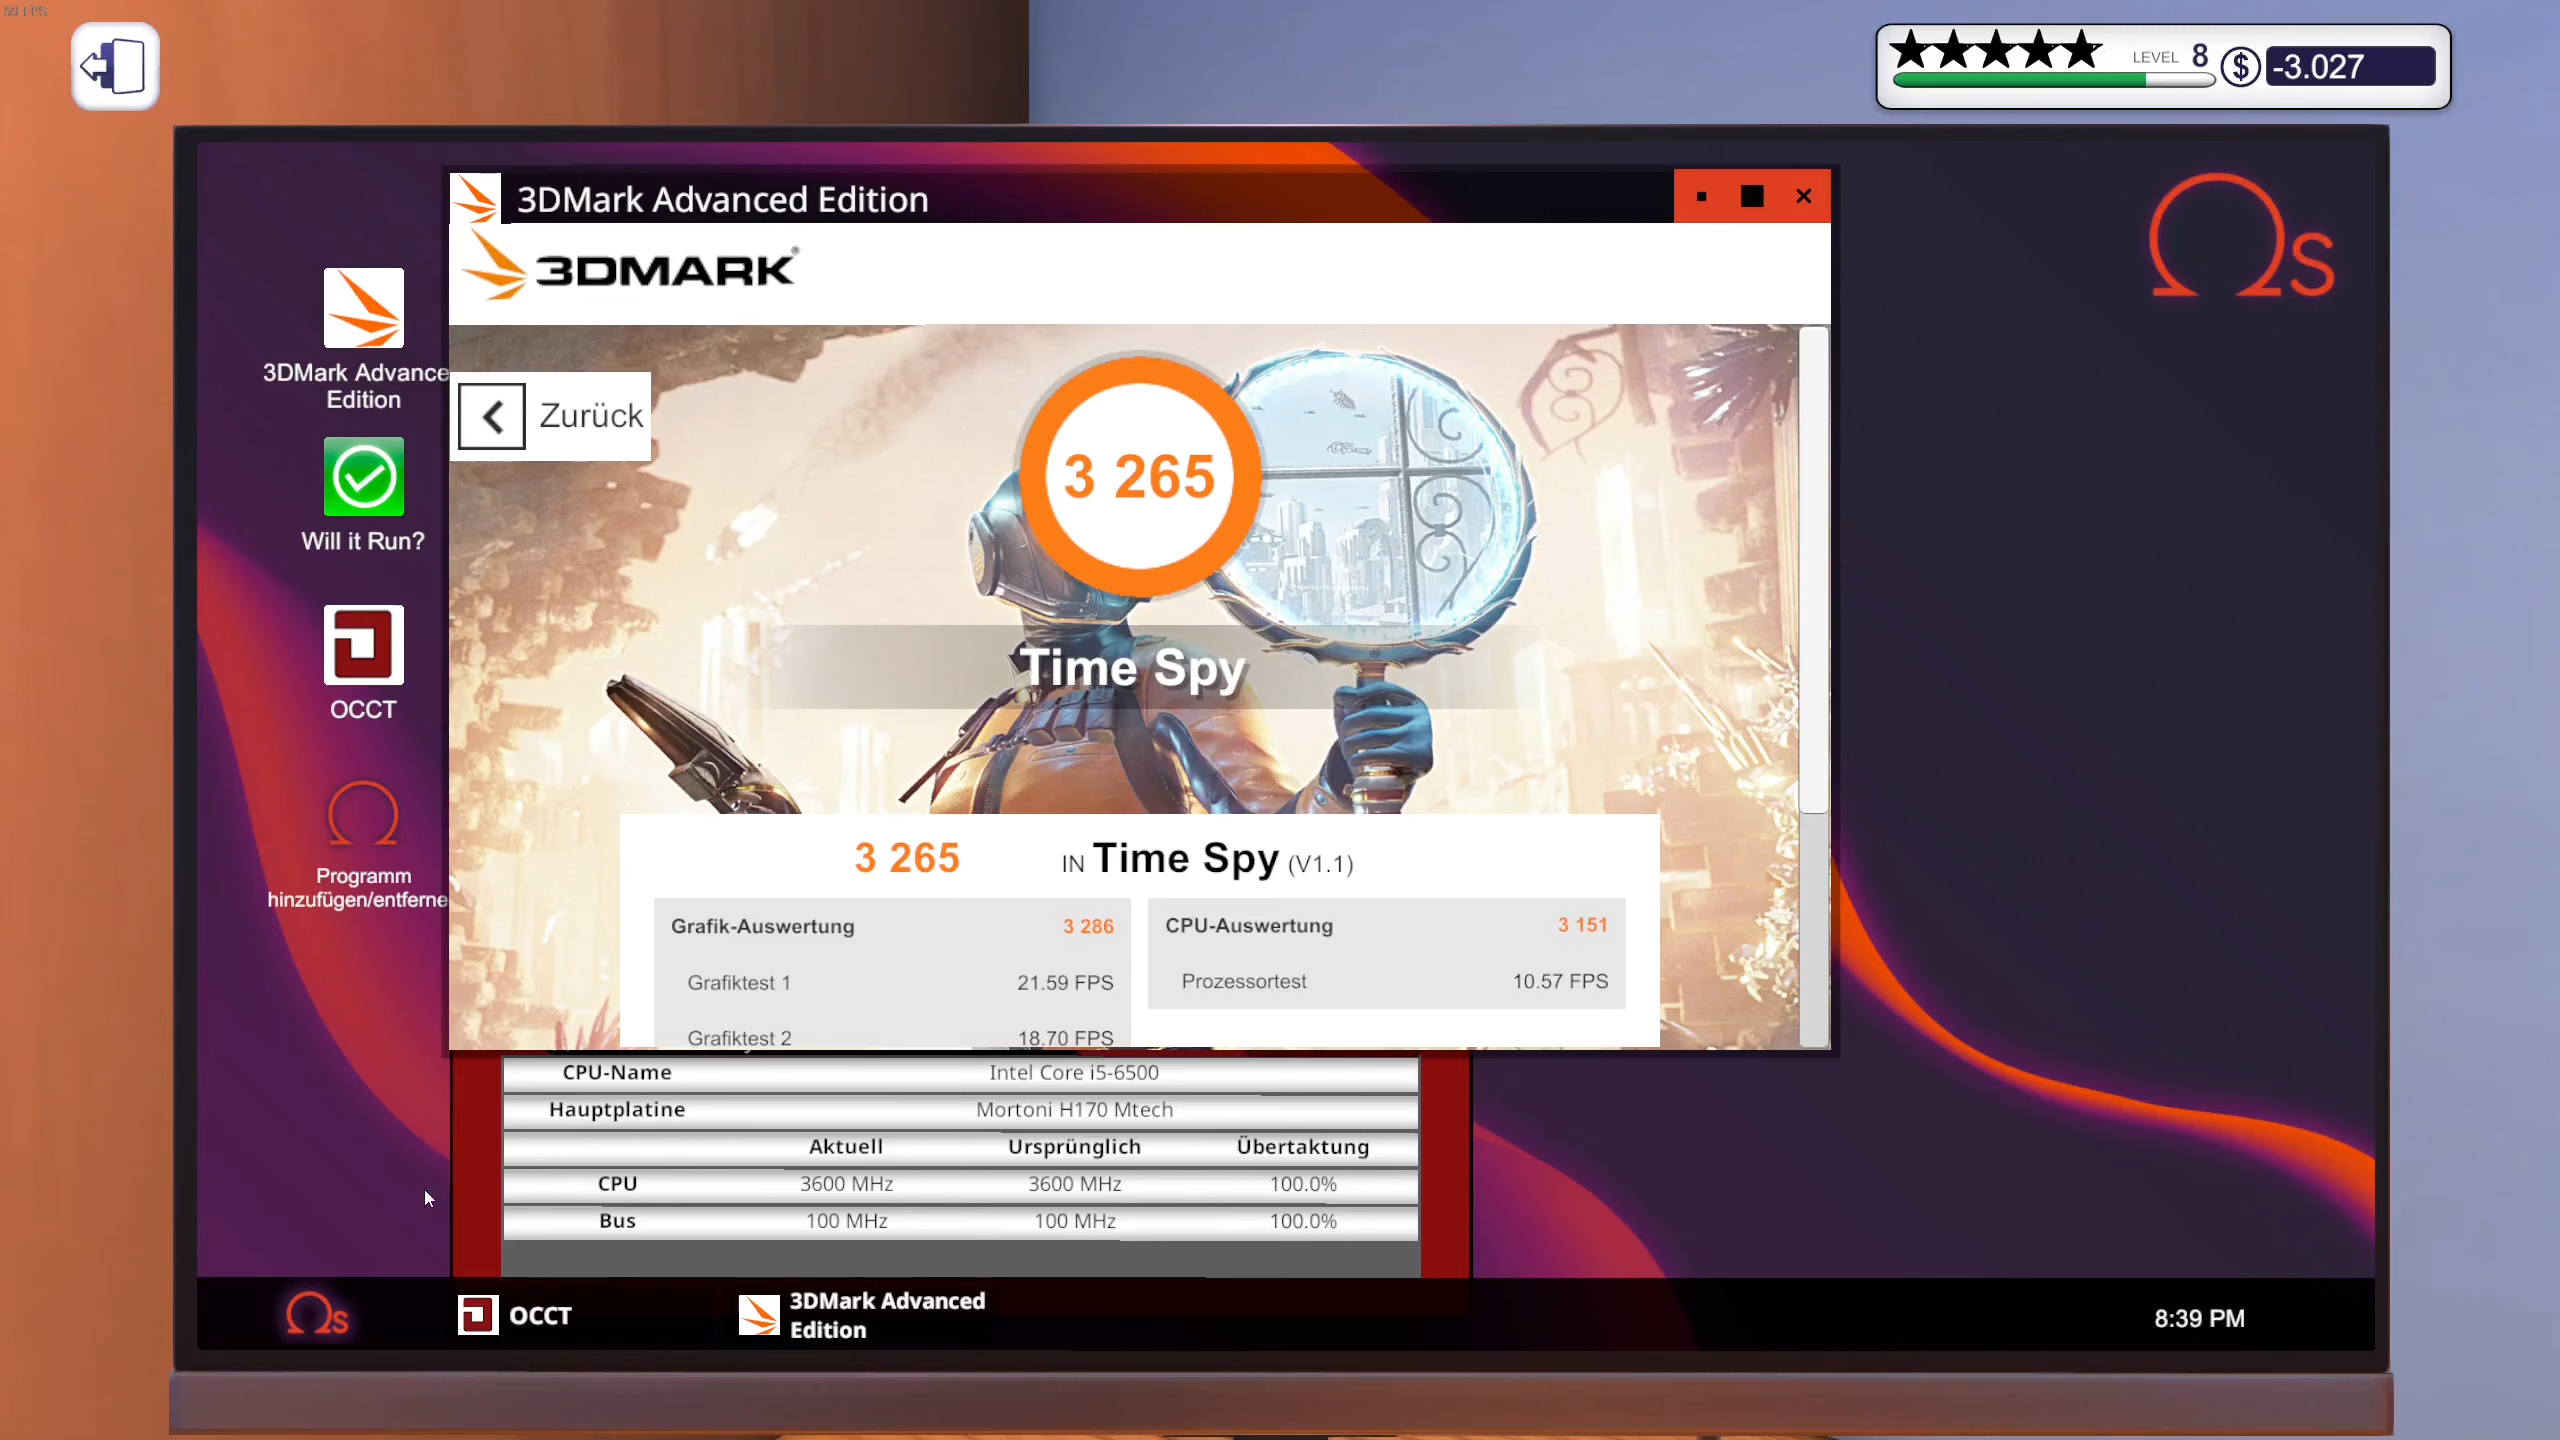 59 FPS
LEVEL 8
$ -3.027
3DMark Advanced Edition
3DMARK®
Ωs
3DMark Advance
Edition
Zurück
3 265
Will it Run?
Time Spy
OCCT
3 265 IN Time Spy (V1.1)
Programm
hinzufügen/entferne
Grafik-Auswertung 3 286
CPU-Auswertung 3 151
Grafiktest 1 21.59 FPS
Prozessortest 10.57 FPS
Grafiktest 2 18.70 FPS
CPU-Name Intel Core i5-6500
Hauptplatine Mortoni H170 Mtech
Aktuell Ursprünglich Übertaktung
CPU 3600 MHz 3600 MHz 100.0%
Bus 100 MHz 100 MHz 100.0%
Ωs
OCCT
3DMark Advanced
Edition
8:39 PM